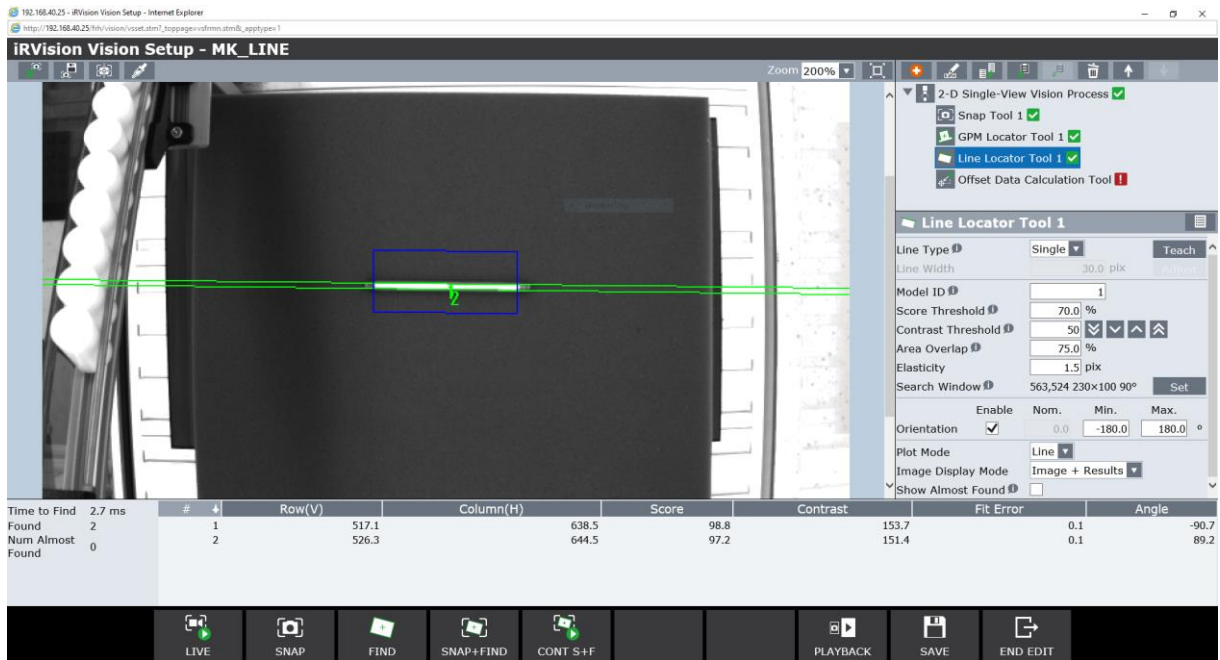 192.168.40.25 - iRVision Vision Setup - Internet Explorer
http://192.168.40.25/frh/vision/vsset.stm?_toppage=vsfrmn.stm&_apptype=1
iRVision Vision Setup - MK_LINE
Zoom 200%
2-D Single-View Vision Process
Snap Tool 1
GPM Locator Tool 1
Line Locator Tool 1
Offset Data Calculation Tool
Line Locator Tool 1
Line Type Single Teach
Line Width 30.0 pix
Model ID 1
Score Threshold 70.0 %
Contrast Threshold 50
Area Overlap 75.0 %
Elasticity 1.5 pix
Search Window 563,524 230×100 90° Set
Enable Nom. Min. Max.
Orientation 0.0 -180.0 180.0 °
Plot Mode Line
Image Display Mode Image + Results
Show Almost Found
2
Time to Find 2.7 ms
Found 2
Num Almost Found 0
# Row(V) Column(H) Score Contrast Fit Error Angle
1 517.1 638.5 98.8 153.7 0.1 -90.7
2 526.3 644.5 97.2 151.4 0.1 89.2
LIVE SNAP FIND SNAP+FIND CONT S+F PLAYBACK SAVE END EDIT